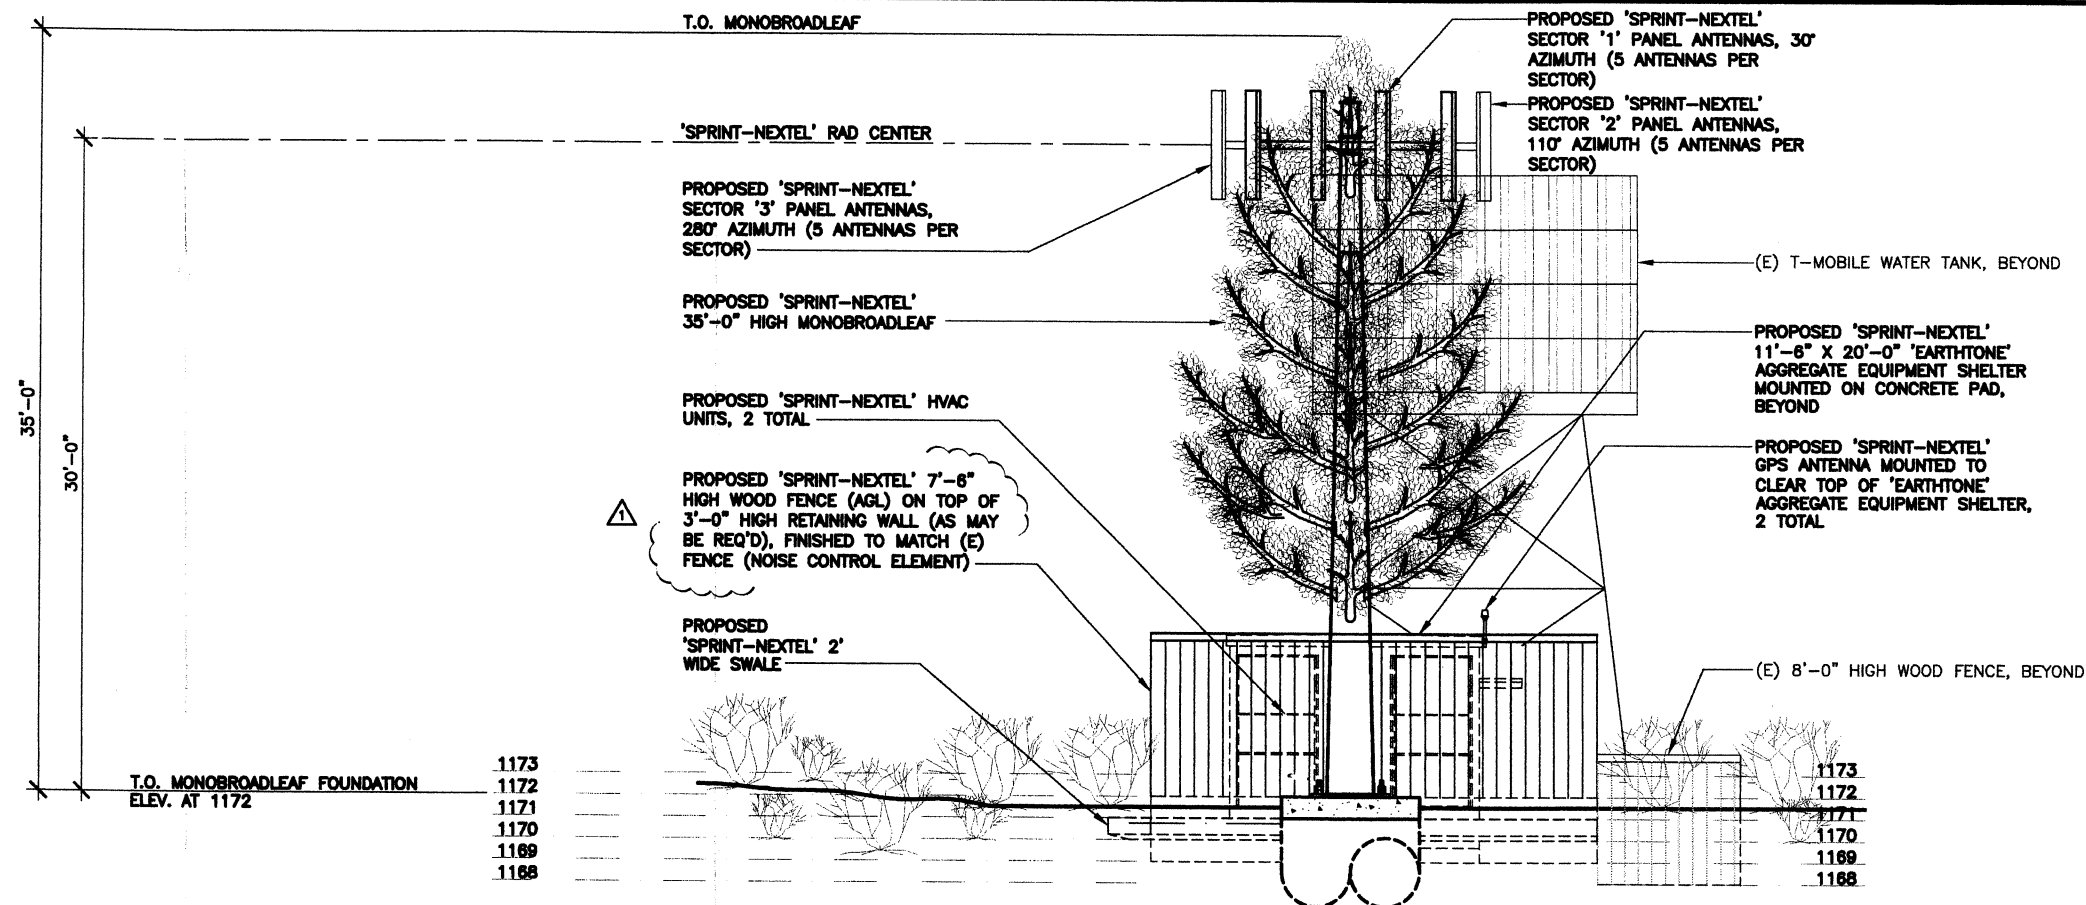 T.O. MONOBROADLEAF
'SPRINT-NEXTEL' RAD CENTER
PROPOSED 'SPRINT-NEXTEL'
SECTOR '3' PANEL ANTENNAS,
280° AZIMUTH (5 ANTENNAS PER
SECTOR)
PROPOSED 'SPRINT-NEXTEL'
35'-0" HIGH MONOBROADLEAF
PROPOSED 'SPRINT-NEXTEL' HVAC
UNITS, 2 TOTAL
PROPOSED 'SPRINT-NEXTEL' 7'-6"
HIGH WOOD FENCE (AGL) ON TOP OF
3'-0" HIGH RETAINING WALL (AS MAY
BE REQ'D), FINISHED TO MATCH (E)
FENCE (NOISE CONTROL ELEMENT)
1
PROPOSED
'SPRINT-NEXTEL' 2'
WIDE SWALE
35'-0"
30'-0"
T.O. MONOBROADLEAF FOUNDATION
ELEV. AT 1172
1173
1172
1171
1170
1169
1168
PROPOSED 'SPRINT-NEXTEL'
SECTOR '1' PANEL ANTENNAS, 30°
AZIMUTH (5 ANTENNAS PER
SECTOR)
PROPOSED 'SPRINT-NEXTEL'
SECTOR '2' PANEL ANTENNAS,
110° AZIMUTH (5 ANTENNAS PER
SECTOR)
(E) T-MOBILE WATER TANK, BEYOND
PROPOSED 'SPRINT-NEXTEL'
11'-6" X 20'-0" 'EARTHTONE'
AGGREGATE EQUIPMENT SHELTER
MOUNTED ON CONCRETE PAD,
BEYOND
PROPOSED 'SPRINT-NEXTEL'
GPS ANTENNA MOUNTED TO
CLEAR TOP OF 'EARTHTONE'
AGGREGATE EQUIPMENT SHELTER,
2 TOTAL
(E) 8'-0" HIGH WOOD FENCE, BEYOND
1173
1172
1171
1170
1169
1168